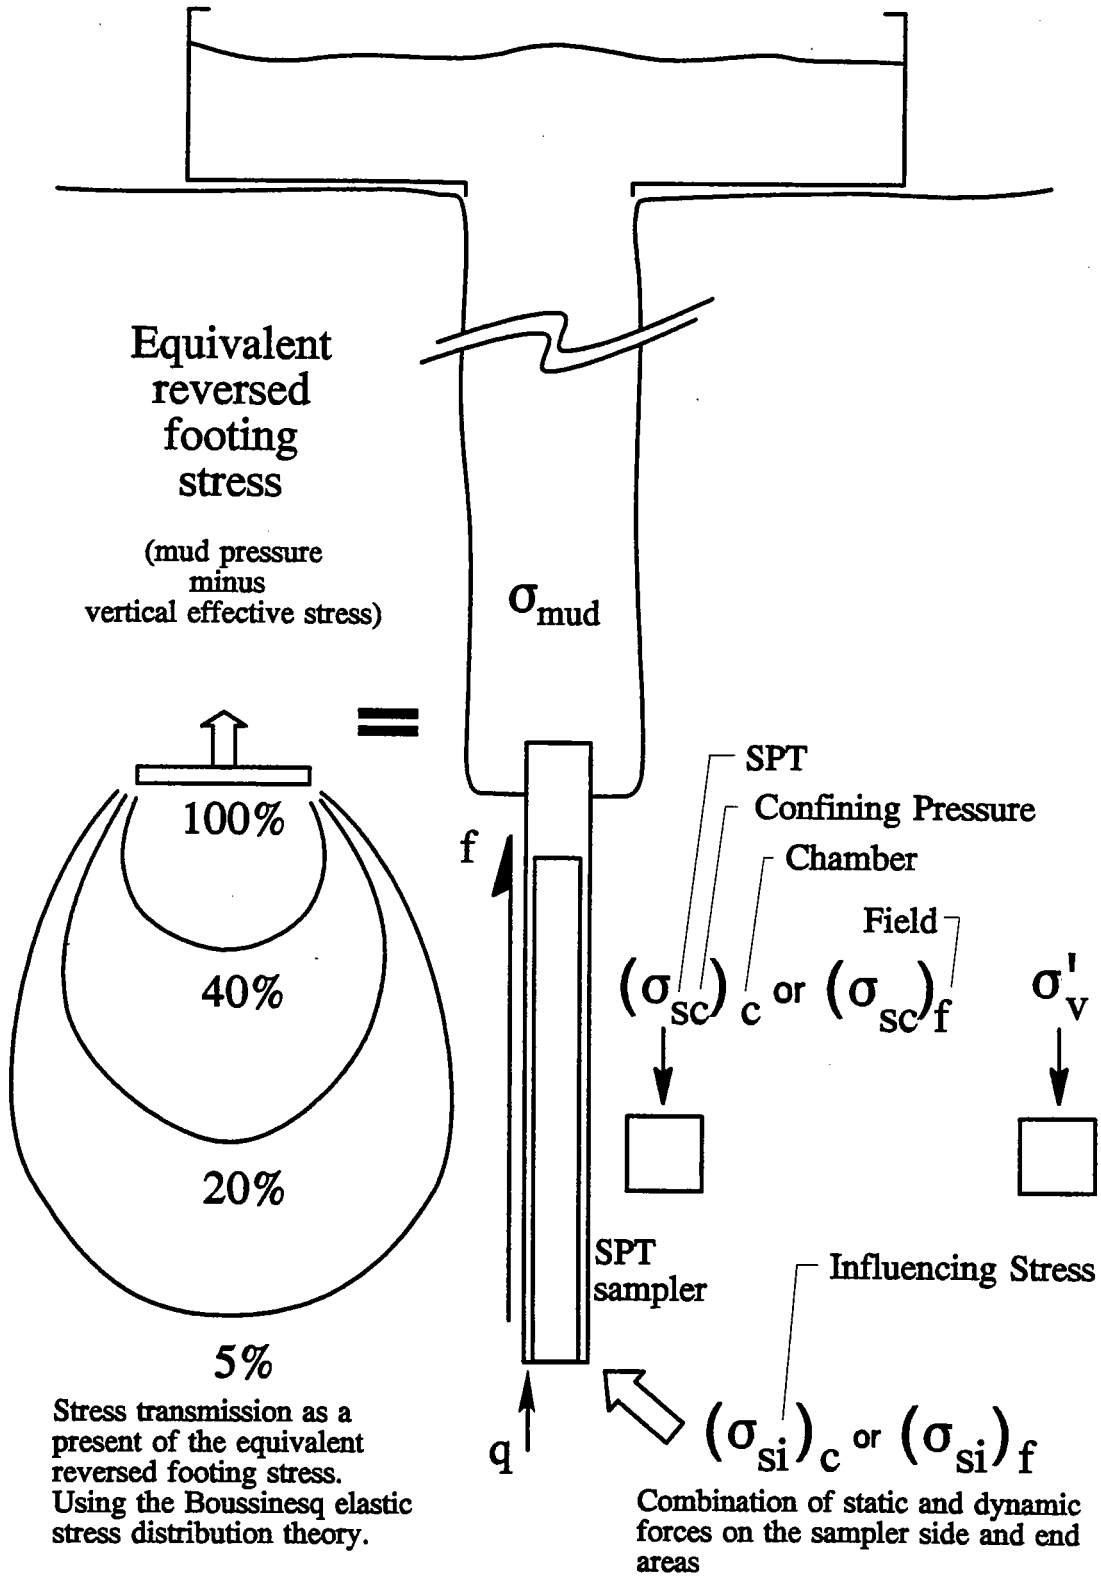 Equivalent
reversed
footing
stress
(mud pressure
minus
vertical effective stress)
σmud
=
100%
40%
20%
5%
Stress transmission as a
present of the equivalent
reversed footing stress.
Using the Boussinesq elastic
stress distribution theory.
f
q
SPT
sampler
SPT
Confining Pressure
Chamber
Field
(σsc)c or (σsc)f
σ'v
Influencing Stress
(σsi)c or (σsi)f
Combination of static and dynamic
forces on the sampler side and end
areas